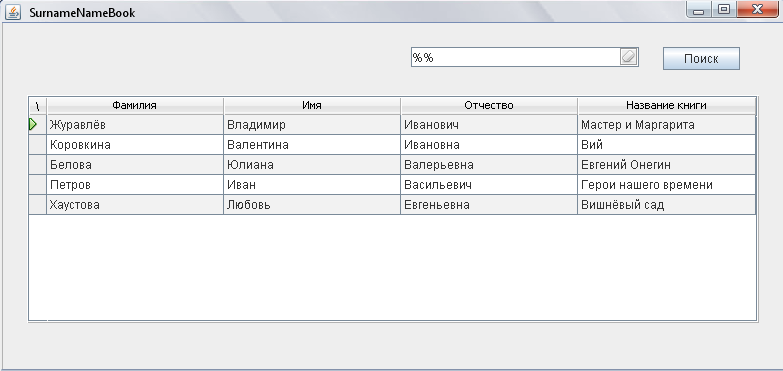 SurnameNameBook
%% Поиск
\ Фамилия Имя Отчество Название книги
Журавлёв Владимир Иванович Мастер и Маргарита
Коровкина Валентина Ивановна Вий
Белова Юлиана Валерьевна Евгений Онегин
Петров Иван Васильевич Герои нашего времени
Хаустова Любовь Евгеньевна Вишнёвый сад